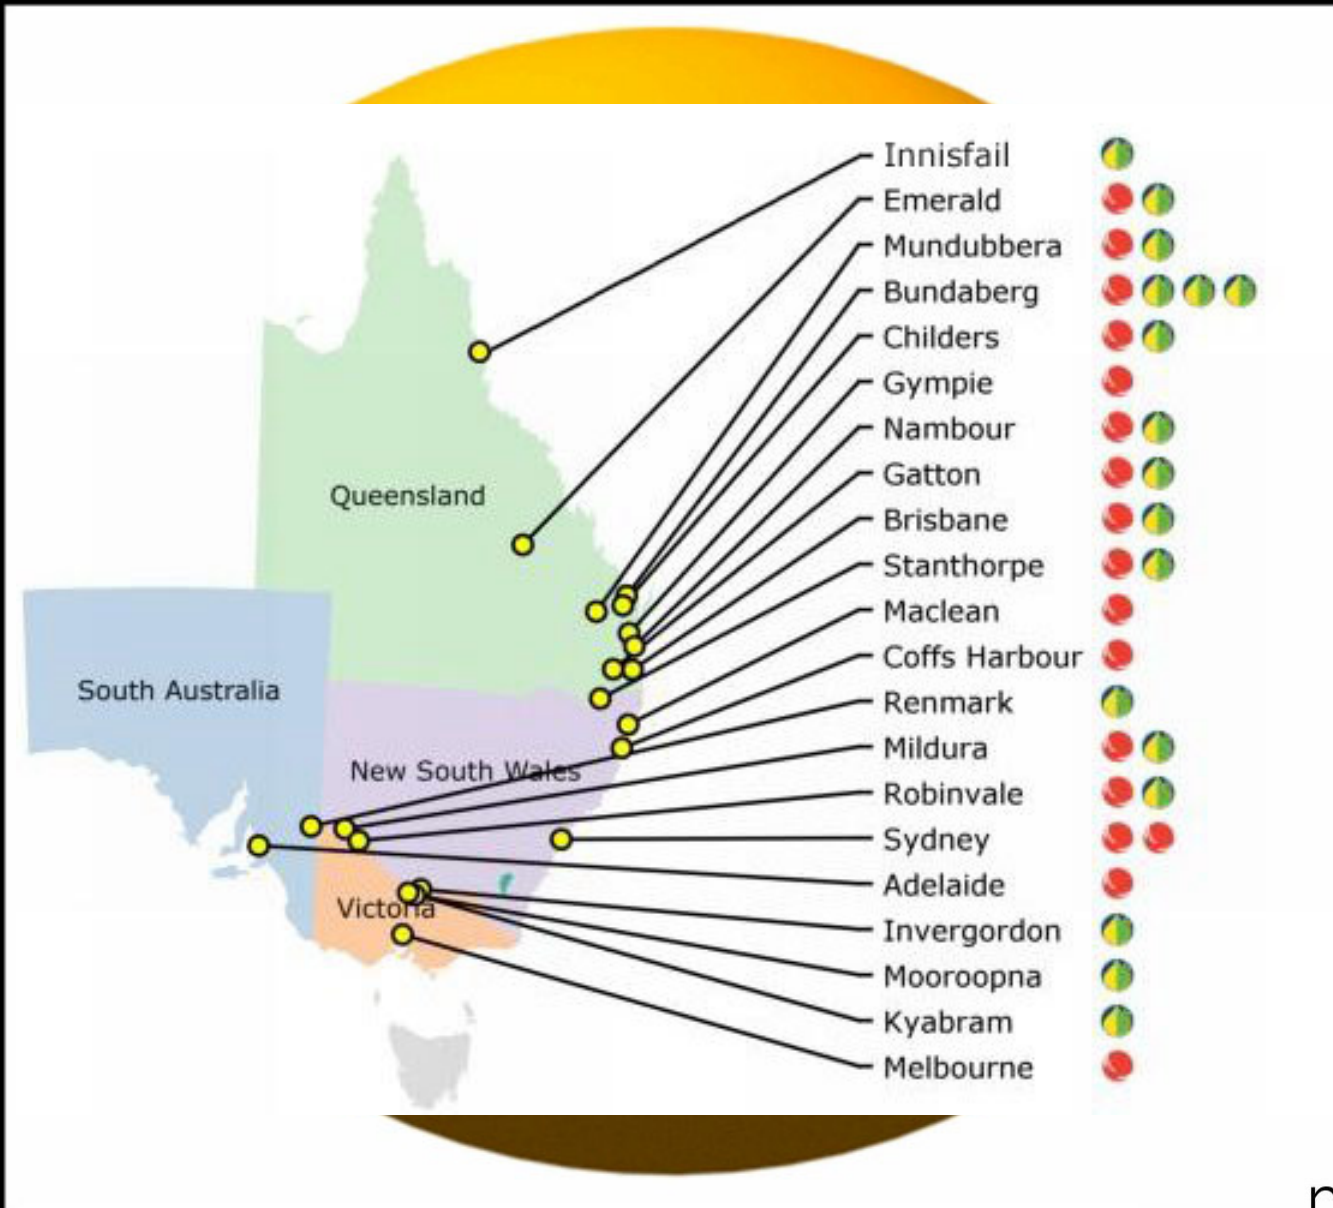 Innisfail
Emerald
Mundubbera
Bundaberg
Childers
Gympie
Nambour
Gatton
Brisbane
Stanthorpe
Maclean
Coffs Harbour
Renmark
Mildura
Robinvale
Sydney
Adelaide
Invergordon
Mooroopna
Kyabram
Melbourne
Queensland
South Australia
New South Wales
Victoria